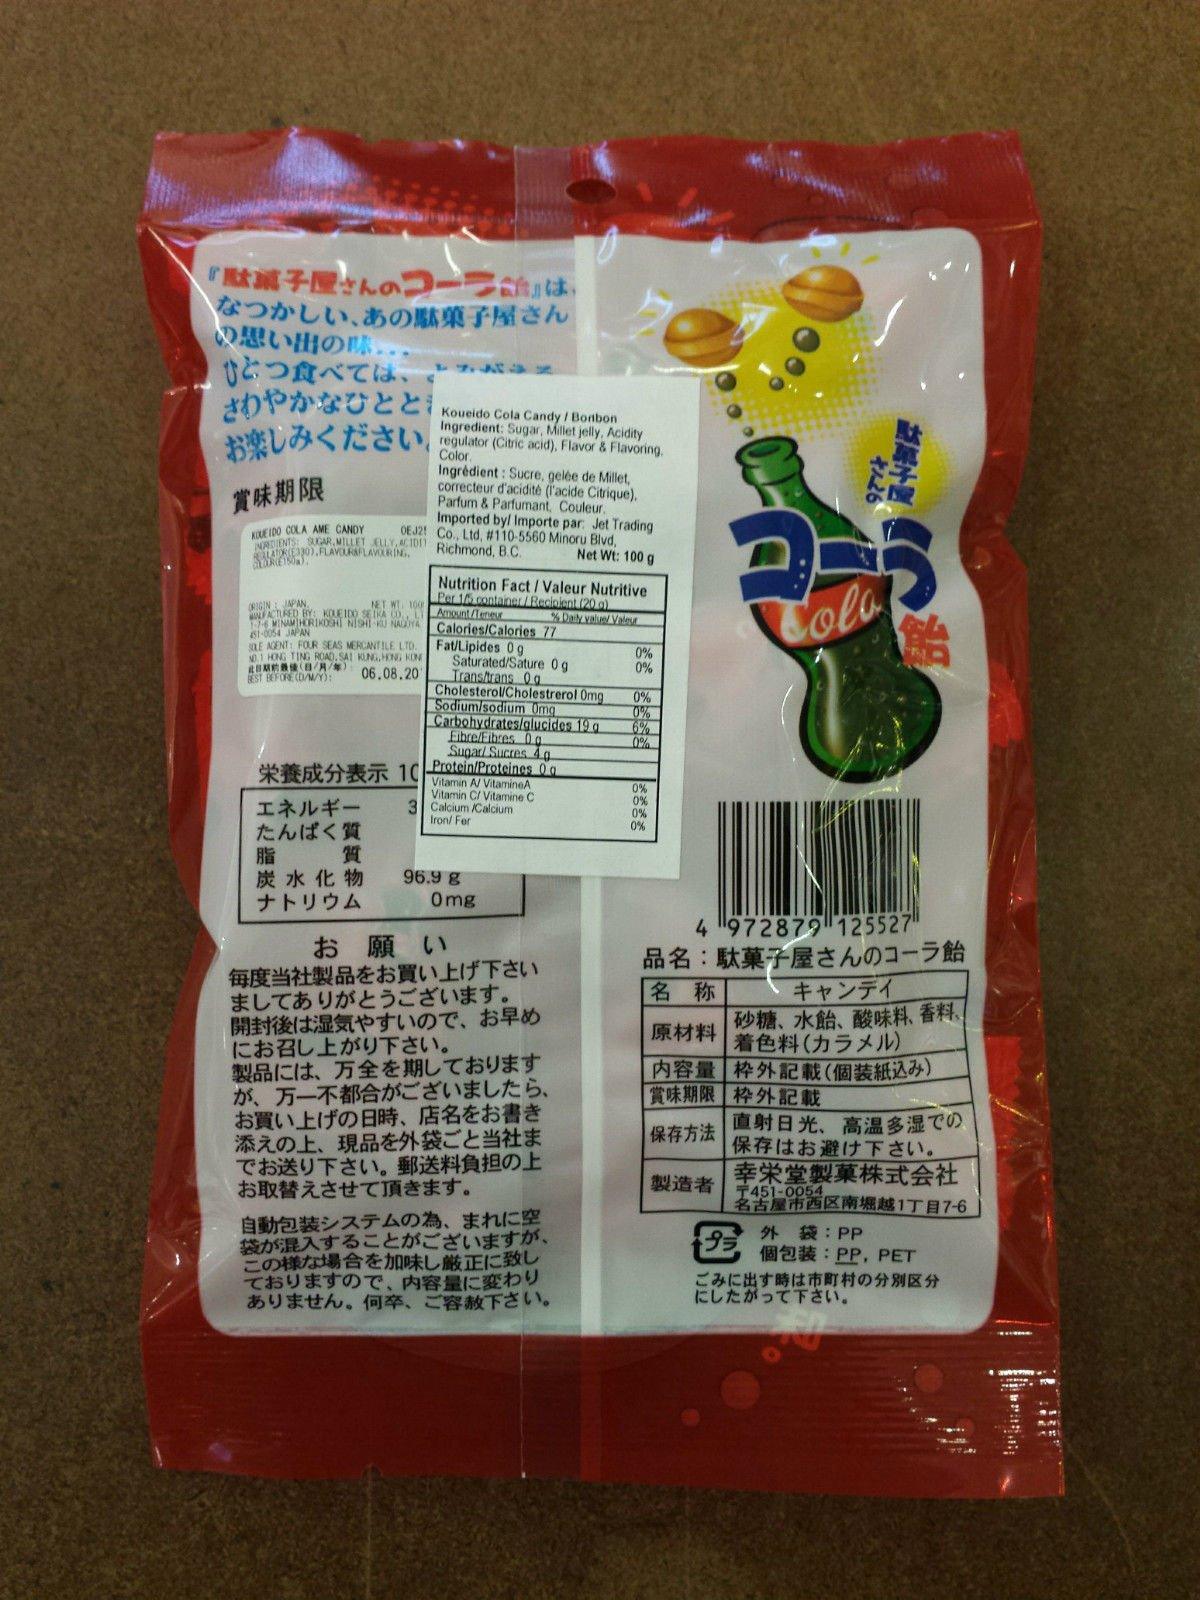 『駄菓子屋さんのコーラ飴』は、
なつかしい、あの駄菓子屋さん
の思い出の味...
ひとつ食べては、よみがえる
さわやかなひととき
お楽しみください。
賞味期限
KOUEIDO COLA AME CANDY OEJ25
INGREDIENTS: SUGAR,MILLET JELLY,ACIDIT
REGULATOR(E330),FLAVOUR&FLAVOURING,
COLOUR(E150a).
ORIGIN : JAPAN. NET WT: 100
MANUFACTURED BY: KOUEIDO SEIKA CO., LT
1-7-6 MINAMIHORIKOSHI NISHI-KU NAGOYA
451-0054 JAPAN
SOLE AGENT: FOUR SEAS MERCANTILE LTD.
NO.1 HONG TING ROAD,SAI KUNG,HONG KONG
此日期前最佳(日/月/年):
BEST BEFORE(D/M/Y): 06.08.20
Koueido Cola Candy / Bonbon
Ingredient: Sugar, Millet jelly, Acidity
regulator (Citric acid), Flavor & Flavoring,
Color.
Ingrédient : Sucre, gelée de Millet,
correcteur d'acidité (l'acide Citrique),
Parfum & Parfumant, Couleur.
Imported by/ Importe par: Jet Trading
Co., Ltd, #110-5560 Minoru Blvd,
Richmond, B.C. Net Wt: 100 g
Nutrition Fact / Valeur Nutritive
Per 1/5 container / Recipient (20 g)
Amount/Teneur % Daily value/ Valeur
Calories/Calories 77
Fat/Lipides 0 g 0%
Saturated/Sature 0 g 0%
Trans/trans 0 g
Cholesterol/Cholestrerol 0mg 0%
Sodium/sodium 0mg 0%
Carbohydrates/glucides 19 g 6%
Fibre/Fibres 0 g 0%
Sugar/ Sucres 4 g
Protein/Proteines 0 g
Vitamin A/ VitamineA 0%
Vitamin C/ Vitamine C 0%
Calcium /Calcium 0%
Iron/ Fer 0%
栄養成分表示 10
エネルギー 3
たんぱく質
脂質
炭水化物 96.9 g
ナトリウム 0mg
お願い
毎度当社製品をお買い上げ下さい
ましてありがとうございます。
開封後は湿気やすいので、お早め
にお召し上がり下さい。
製品には、万全を期しております
が、万一不都合がございましたら、
お買い上げの日時、店名をお書き
添えの上、現品を外袋ごと当社ま
でお送り下さい。郵送料負担の上
お取替えさせて頂きます。
自動包装システムの為、まれに空
袋が混入することがございますが、
この様な場合を加味し厳正に致し
ておりますので、内容量に変わり
ありません。何卒、ご容赦下さい。
駄菓子屋
さんの
コーラ
Cola
飴
4 972879 125527
品名：駄菓子屋さんのコーラ飴
名称 キャンデイ
原材料 砂糖、水飴、酸味料、香料、
着色料(カラメル)
内容量 枠外記載(個装紙込み)
賞味期限 枠外記載
保存方法 直射日光、高温多湿での
保存はお避け下さい。
製造者 幸栄堂製菓株式会社
〒451-0054
名古屋市西区南堀越1丁目7-6
プラ 外袋：PP
個包装：PP, PET
ごみに出す時は市町村の分別区分
にしたがって下さい。